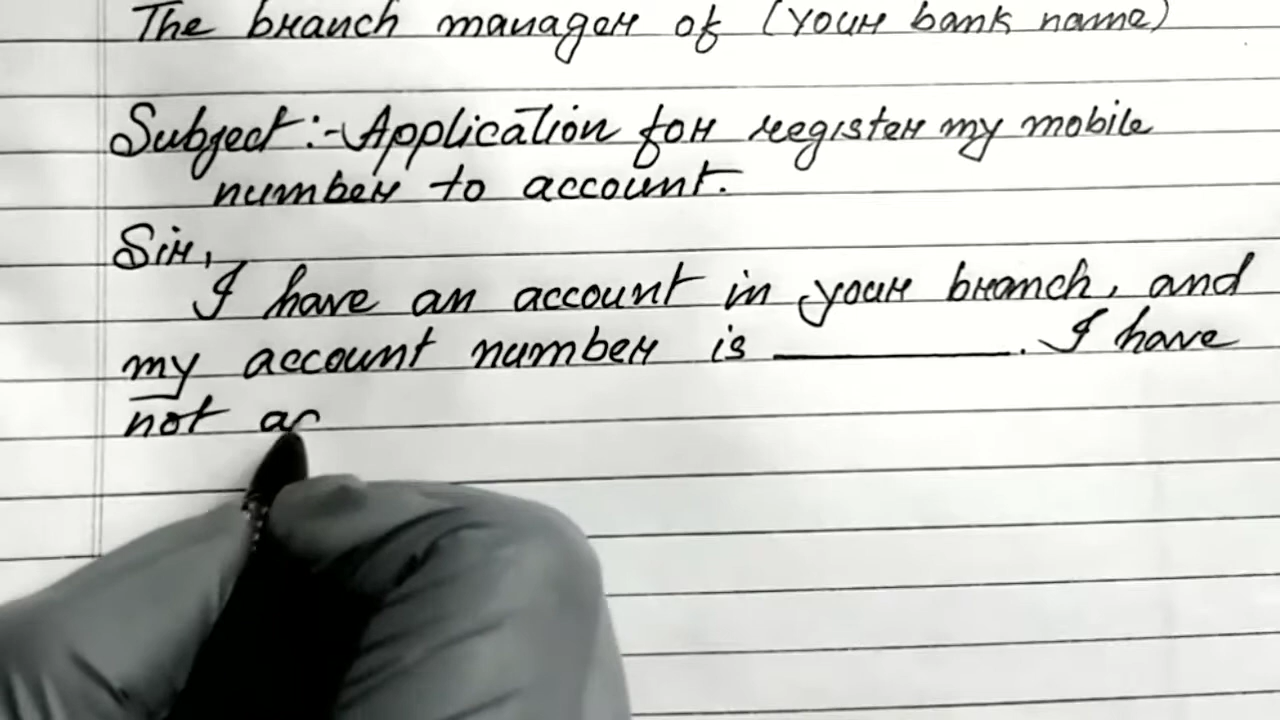 The branch manager of (your bank name)
Subject:- Application for register my mobile
number to account.
Sir,
I have an account in your branch, and
my account number is ________. I have
not